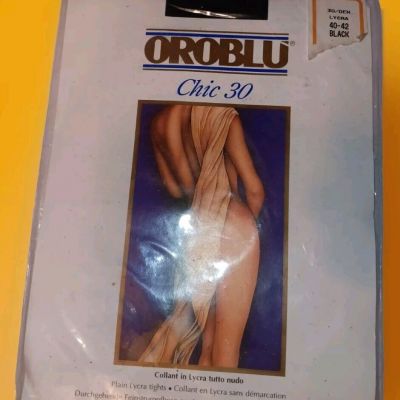 30/DEN
LYCRA
40-42
BLACK
OROBLU®
Chic 30
Collant in Lycra tutto nudo
Plain Lycra tights • Collant en Lycra sans démarcation
Durchgehende